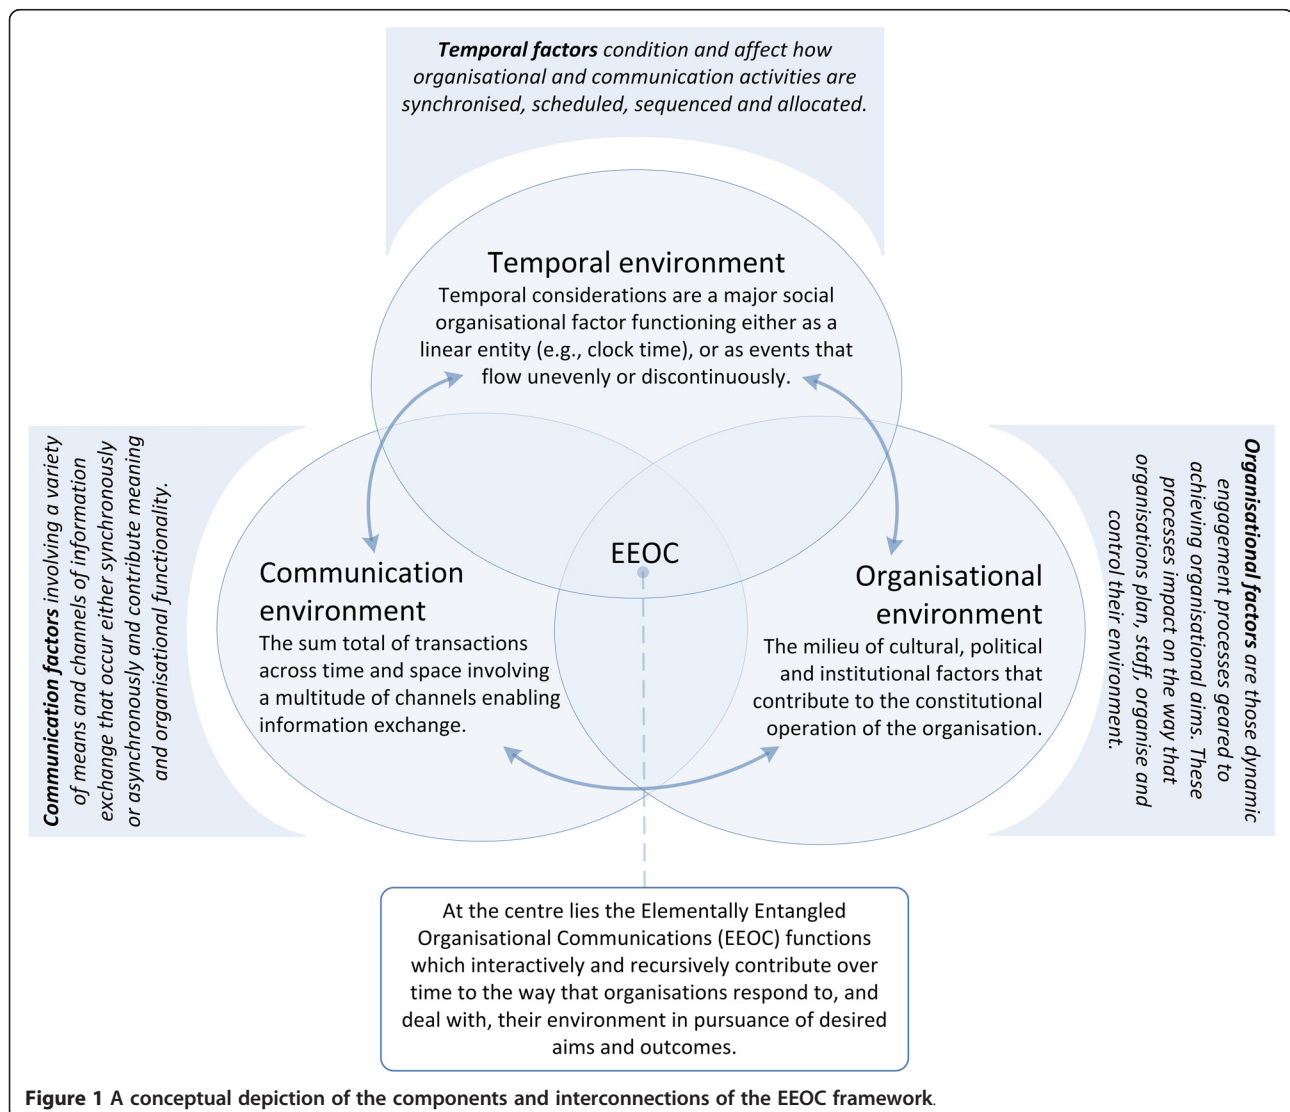 Temporal factors condition and affect how
organisational and communication activities are
synchronised, scheduled, sequenced and allocated.
Temporal environment
Temporal considerations are a major social
organisational factor functioning either as a
linear entity (e.g., clock time), or as events that
flow unevenly or discontinuously.
Communication factors involving a variety
of means and channels of information
exchange that occur either synchronously
or asynchronously and contribute meaning
and organisational functionality.
Organisational factors are those dynamic
engagement processes geared to
achieving organisational aims. These
processes impact on the way that
organisations plan, staff, organise and
control their environment.
EEOC
Communication
environment
The sum total of transactions
across time and space involving
a multitude of channels enabling
information exchange.
Organisational
environment
The milieu of cultural, political
and institutional factors that
contribute to the constitutional
operation of the organisation.
At the centre lies the Elementally Entangled
Organisational Communications (EEOC) functions
which interactively and recursively contribute over
time to the way that organisations respond to, and
deal with, their environment in pursuance of desired
aims and outcomes.
Figure 1 A conceptual depiction of the components and interconnections of the EEOC framework.